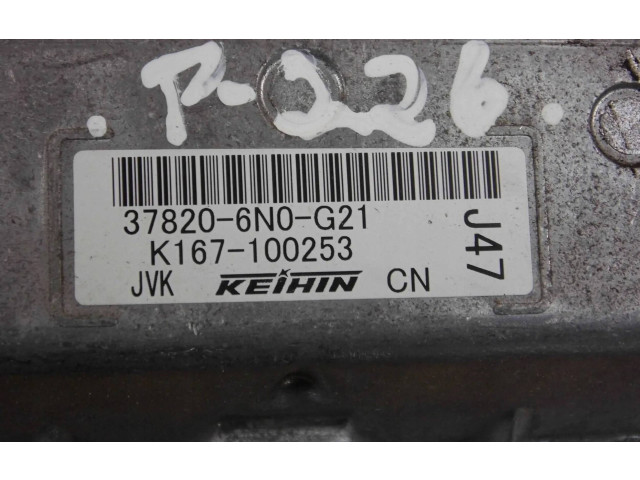 P-226.
37820-6N0-G21
K167-100253
JVK KEIHIN CN
J47